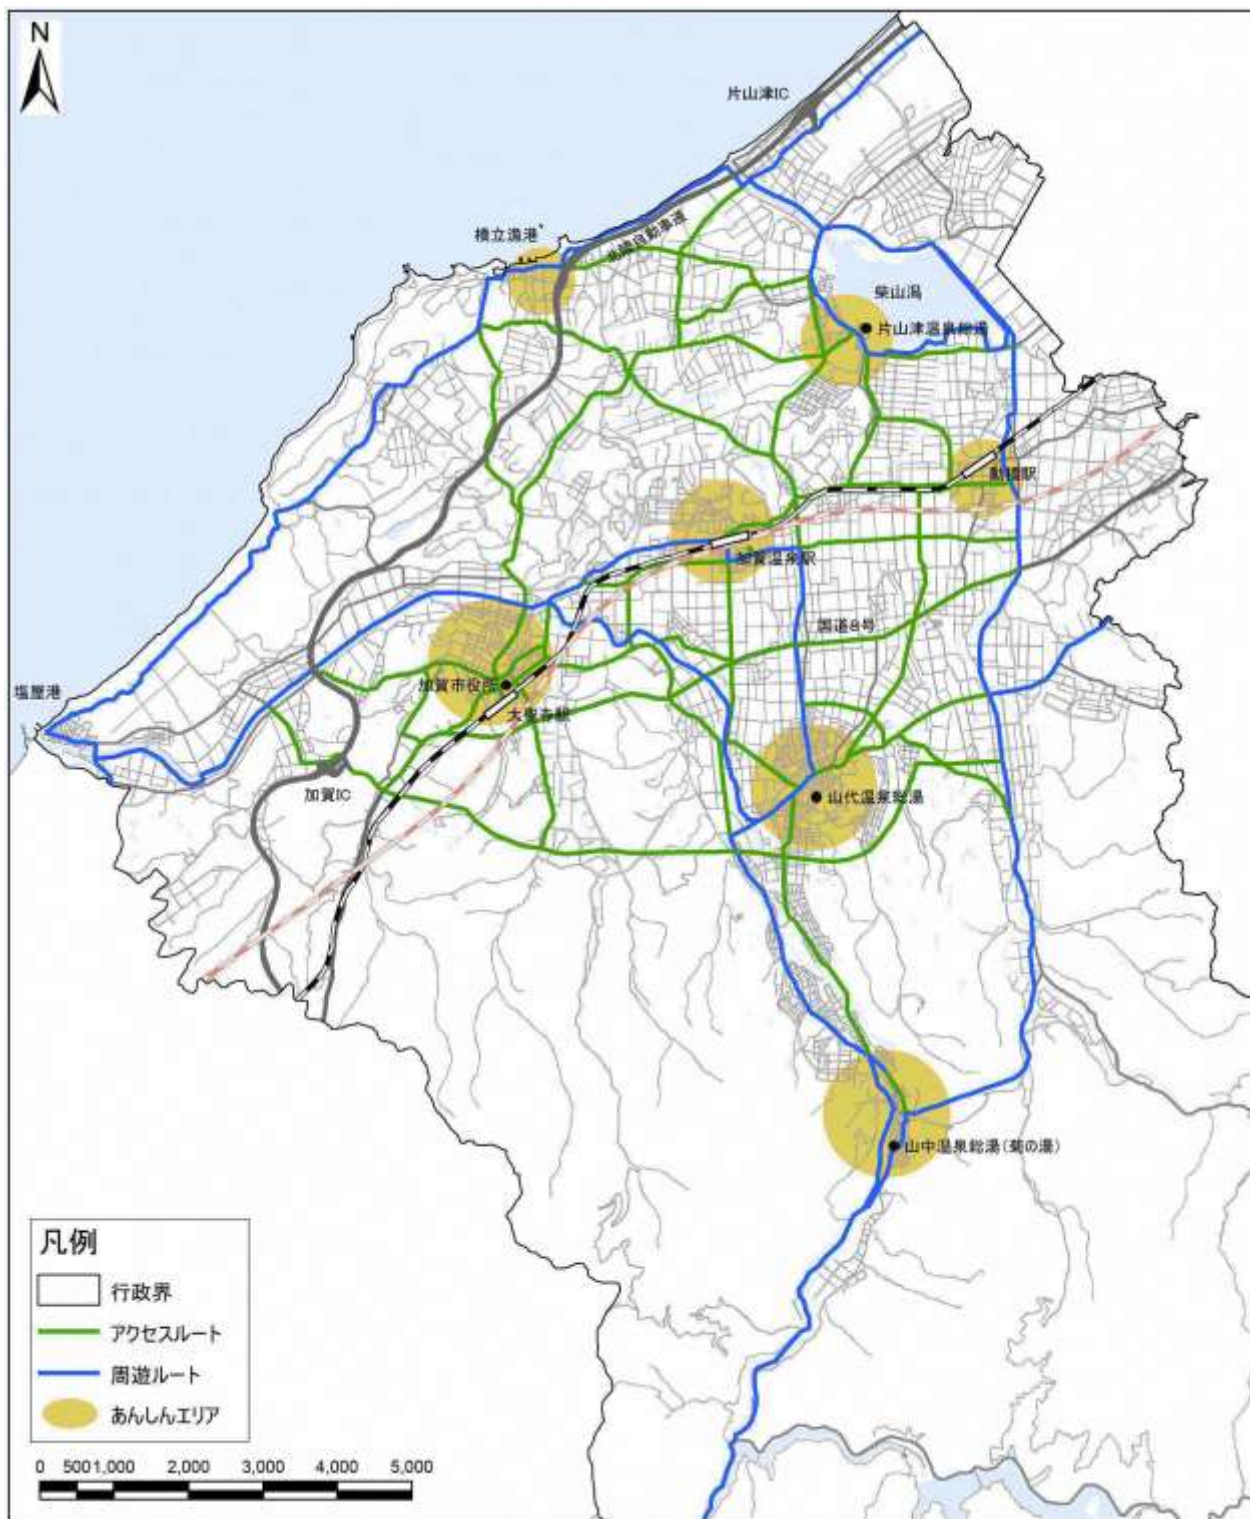 N
片山津IC
橋立漁港
北陸自動車道
柴山潟
片山津温泉総湯
動橋駅
加賀温泉駅
国道8号
加賀市役所
塩屋港
大聖寺駅
加賀IC
山代温泉総湯
山中温泉総湯(菊の湯)
凡例
行政界
アクセスルート
周遊ルート
あんしんエリア
0 500 1,000 2,000 3,000 4,000 5,000